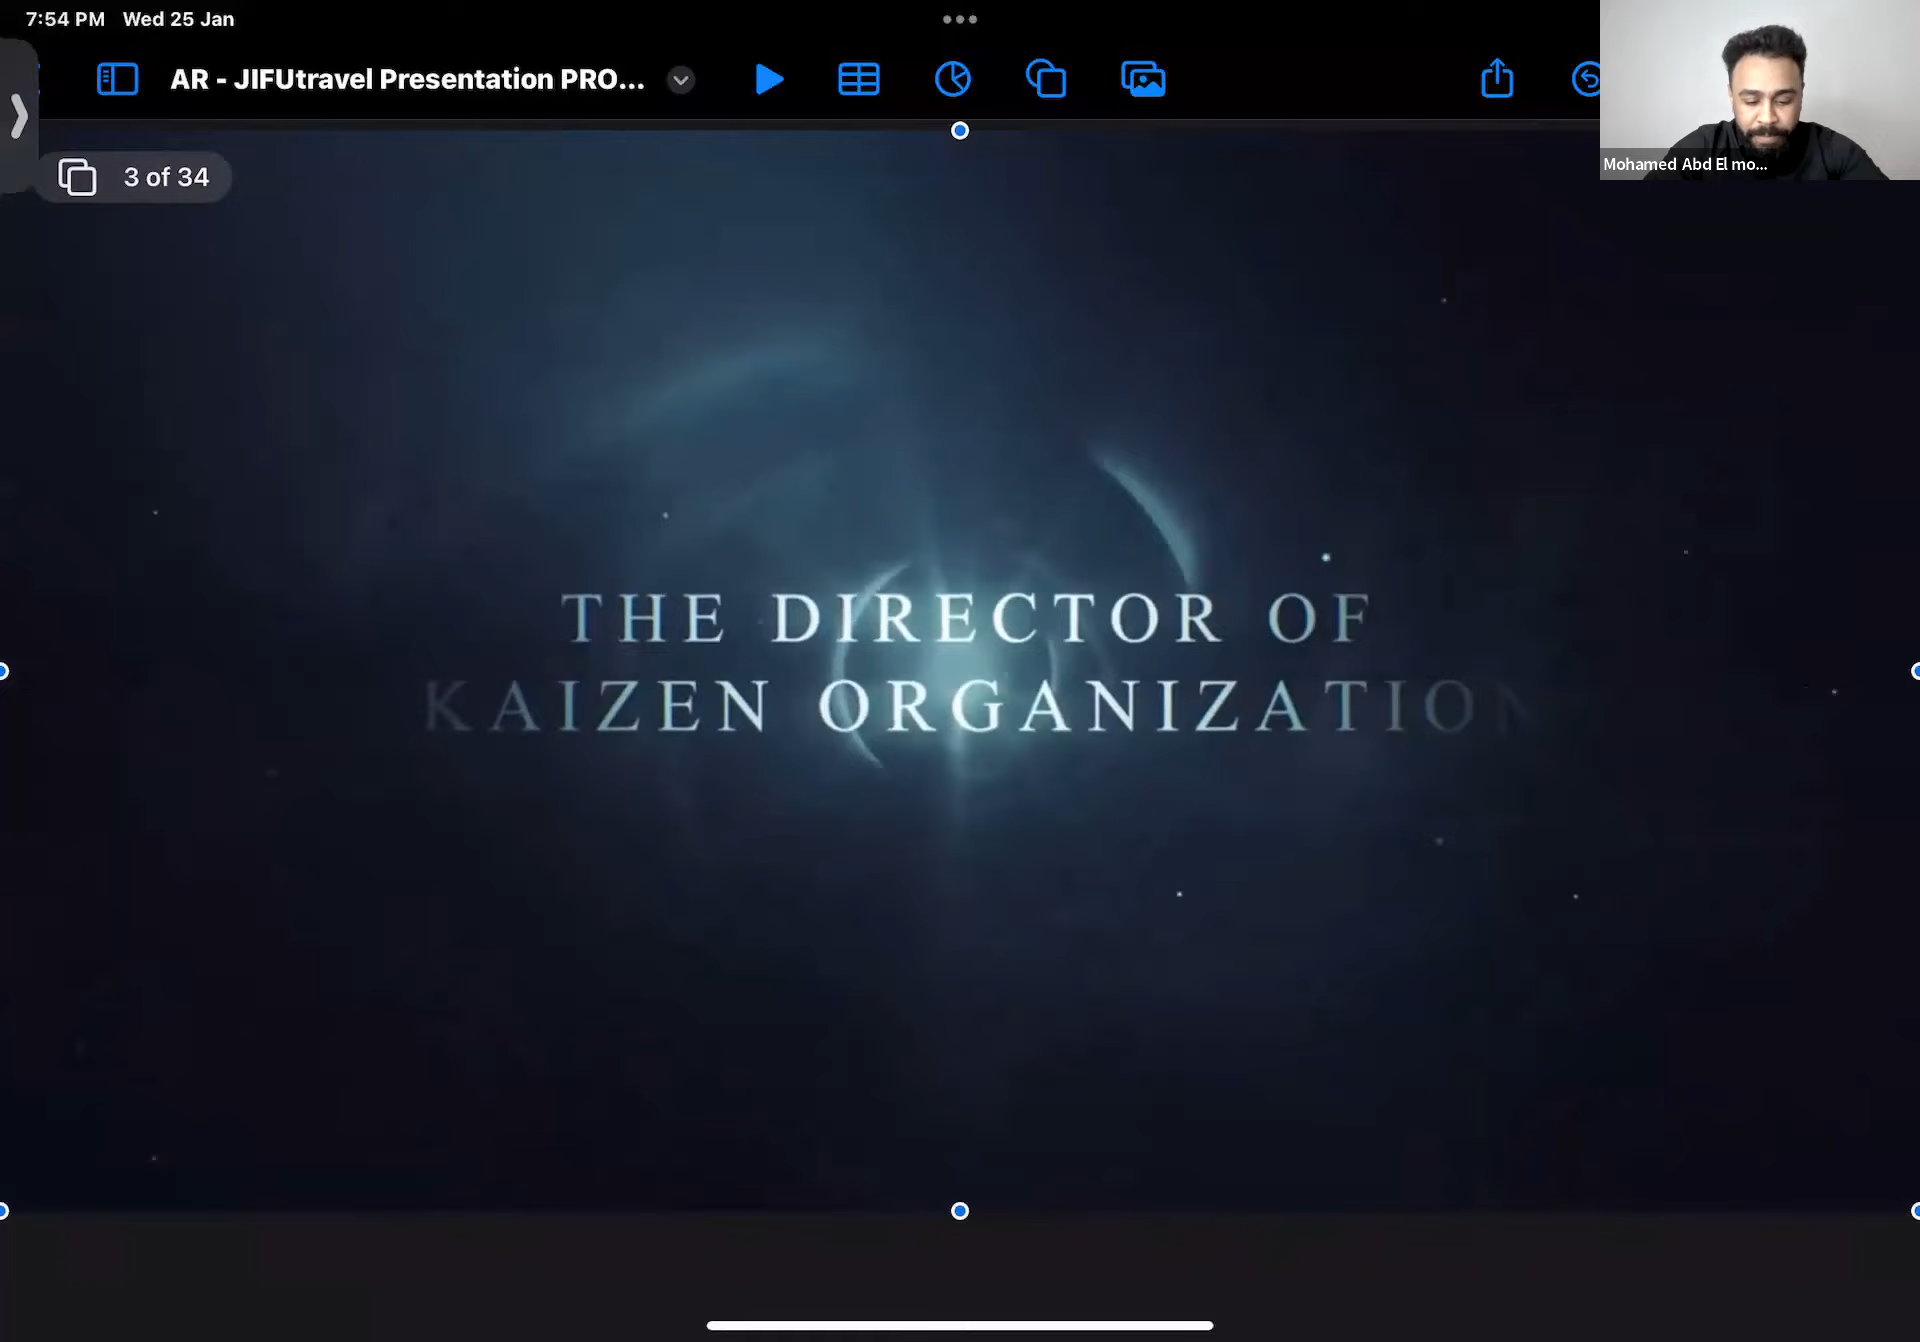 7:54 PM Wed 25 Jan
AR - JIFUtravel Presentation PRO...
3 of 34
Mohamed Abd El mo...
THE DIRECTOR OF
KAIZEN ORGANIZATION